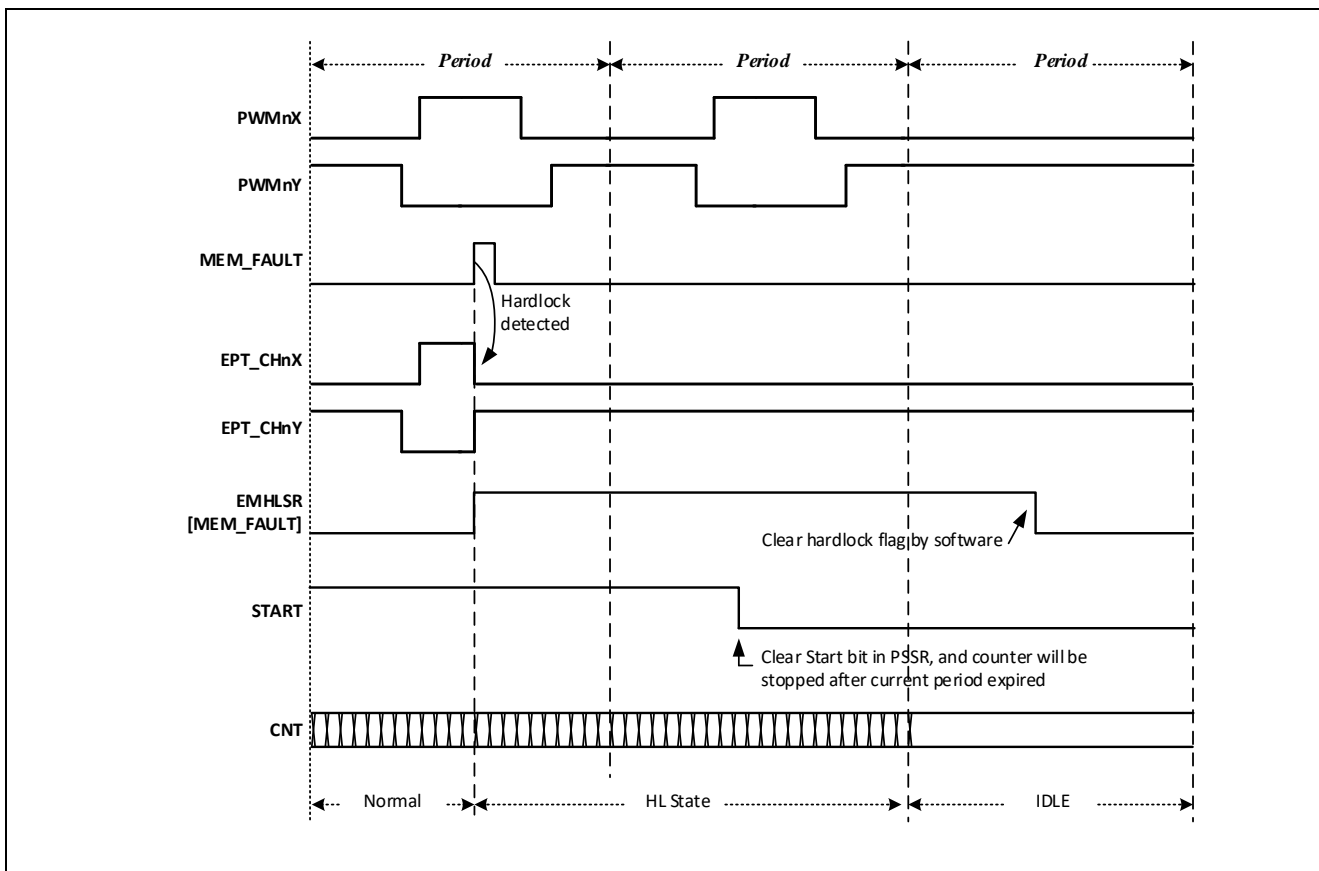 Period Period Period
PWMnX
PWMnY
MEM_FAULT
Hardlock
detected
EPT_CHnX
EPT_CHnY
EMHLSR
[MEM_FAULT]
Clear hardlock flag by software
START
Clear Start bit in PSSR, and counter will be
stopped after current period expired
CNT
Normal HL State IDLE